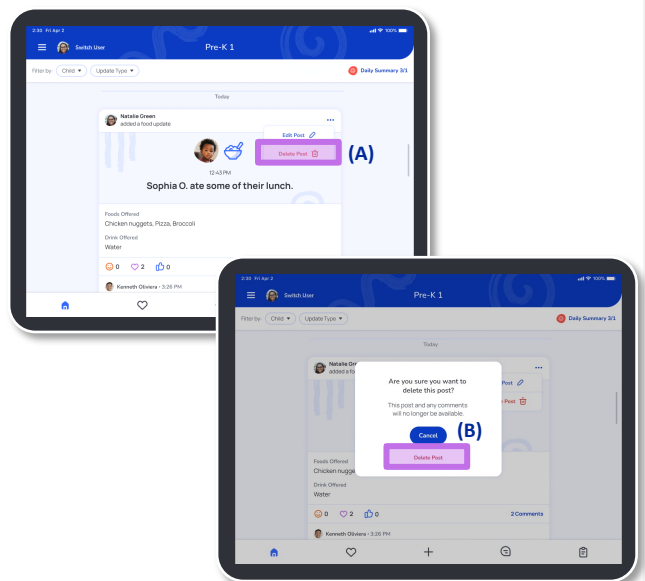 2:30 Fri Apr 2
100%
Switch User
Pre-K 1
Filter by:
Child
Update Type
Daily Summary 3/1
Today
Natalie Green
added a food update
Edit Post
Delete Post
(A)
12:43 PM
Sophia O. ate some of their lunch.
Foods Offered
Chicken nuggets, Pizza, Broccoli
Drink Offered
Water
0
2
0
Kenneth Oliviera • 3:26 PM
2:30 Fri Apr 2
100%
Switch User
Pre-K 1
Filter by:
Child
Update Type
Daily Summary 3/1
Today
Natalie Gre
added a fo
Post
Post
Are you sure you want to
delete this post?
This post and any comments
will no longer be available.
Cancel
(B)
Delete Post
Foods Offered
Chicken nugge
Drink Offered
Water
0
2
0
2 Comments
Kenneth Oliviera • 3:26 PM